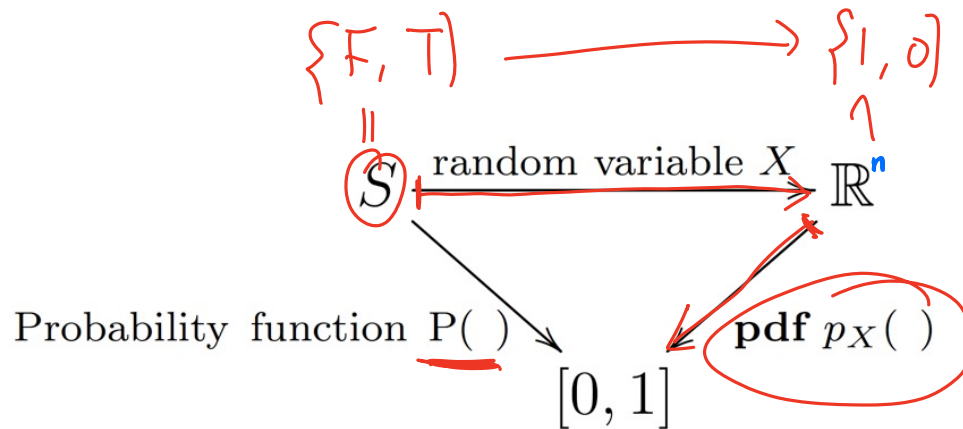 {F, T} → {1, 0}
random variable X
S ℝⁿ
Probability function P( ) pdf p_X( )
[0, 1]